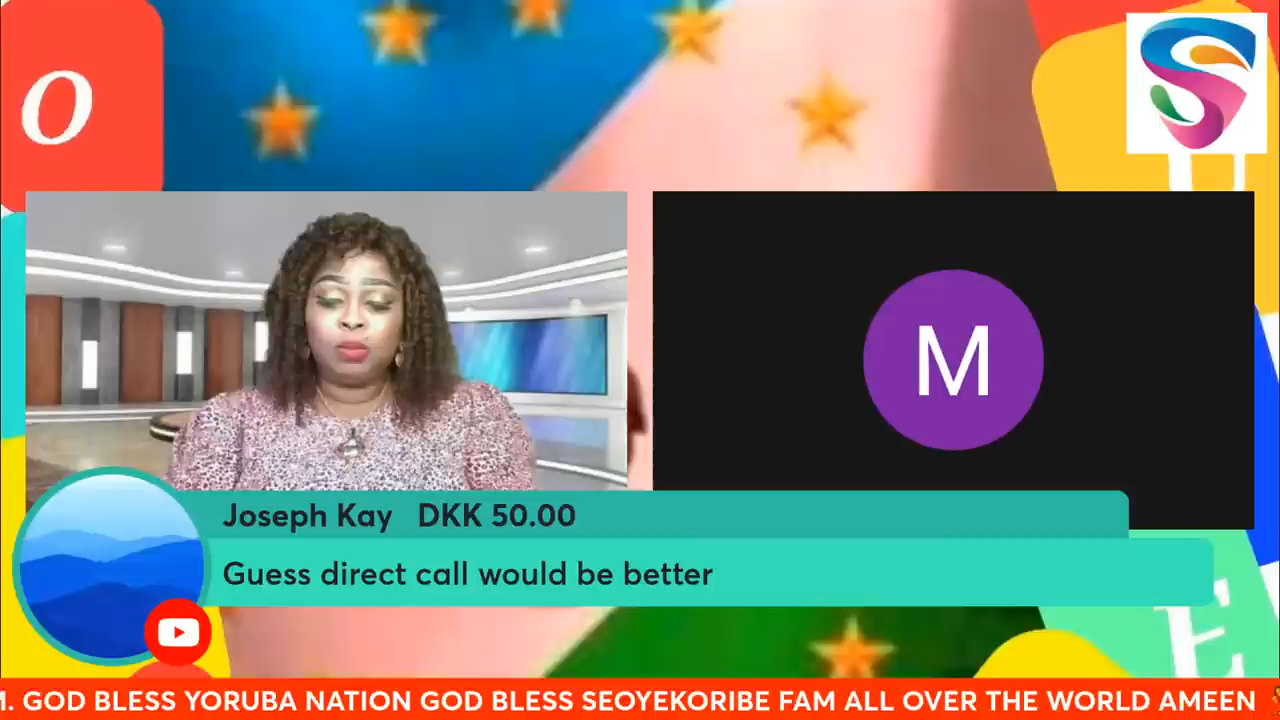 O
S
U
M
Joseph Kay DKK 50.00
Guess direct call would be better
E
M. GOD BLESS YORUBA NATION GOD BLESS SEOYEKORIBE FAM ALL OVER THE WORLD AMEEN